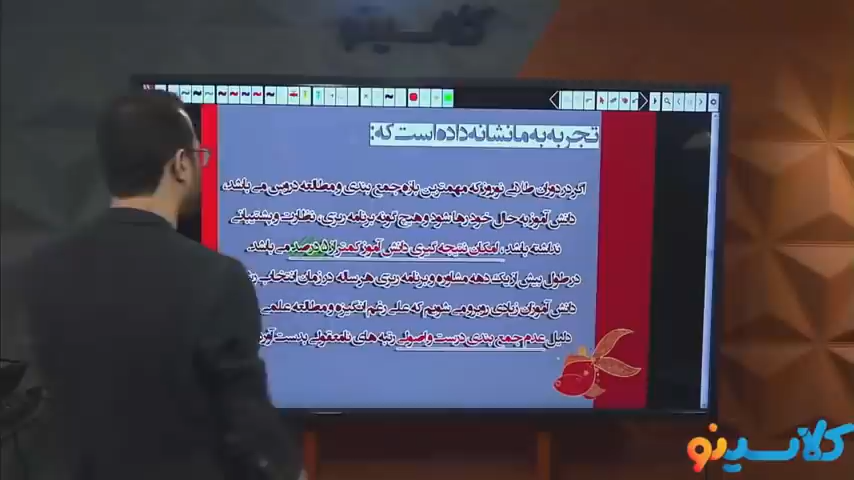 کلاسینو
تجربه به ما نشانه داده است که:
اگر در دوران طلایی نوروز که مهمترین بازه جمع بندی و مطالعه دروس می باشد،
دانش آموز به حال خود رها شود و هیچ گونه برنامه ریزی، نظارت و پشتیبانی
نداشته باشد، امکان نتیجه گیری دانش آموز کمتر از ۵ درصد می باشد.
در طول بیش از یک دهه مشاوره و برنامه ریزی هر ساله در زمان انتخاب
دانش آموزان زیادی روبرو می شویم که علی رغم انگیزه و مطالعه علمی
دلیل عدم جمع بندی درست و اصولی رتبه های نامعقولی بدست